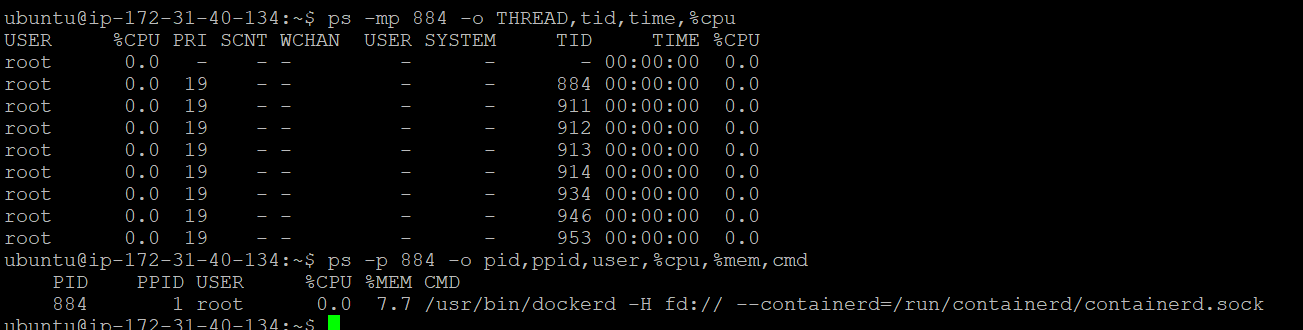 ubuntu@ip-172-31-40-134:~$ ps -mp 884 -o THREAD,tid,time,%cpu
USER     %CPU PRI SCNT WCHAN  USER SYSTEM     TID     TIME %CPU
root      0.0   -    - -         -      -       - 00:00:00  0.0
root      0.0  19    - -         -      -     884 00:00:00  0.0
root      0.0  19    - -         -      -     911 00:00:00  0.0
root      0.0  19    - -         -      -     912 00:00:00  0.0
root      0.0  19    - -         -      -     913 00:00:00  0.0
root      0.0  19    - -         -      -     914 00:00:00  0.0
root      0.0  19    - -         -      -     934 00:00:00  0.0
root      0.0  19    - -         -      -     946 00:00:00  0.0
root      0.0  19    - -         -      -     953 00:00:00  0.0
ubuntu@ip-172-31-40-134:~$ ps -p 884 -o pid,ppid,user,%cpu,%mem,cmd
    PID    PPID USER     %CPU %MEM CMD
    884       1 root      0.0  7.7 /usr/bin/dockerd -H fd:// --containerd=/run/containerd/containerd.sock
ubuntu@ip-172-31-40-134:~$